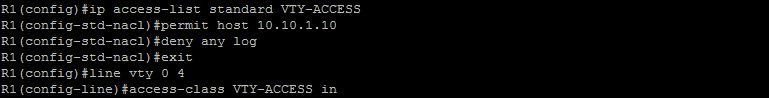 R1(config)#ip access-list standard VTY-ACCESS
R1(config-std-nacl)#permit host 10.10.1.10
R1(config-std-nacl)#deny any log
R1(config-std-nacl)#exit
R1(config)#line vty 0 4
R1(config-line)#access-class VTY-ACCESS in